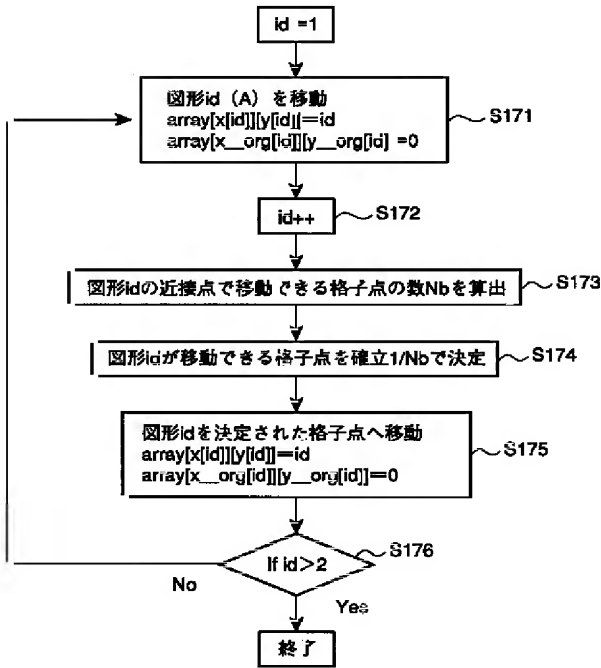 id =1
図形id（A）を移動
array[x[id]][y[id]]=id
array[x__org[id]][y__org[id] =0
S171
id++
S172
図形idの近接点で移動できる格子点の数Nbを算出
S173
図形idが移動できる格子点を確立1/Nbで決定
S174
図形idを決定された格子点へ移動
array[x[id]][y[id]]=id
array[x__org[id]][y__org[id]]=0
S175
If id＞2
S176
No
Yes
終了